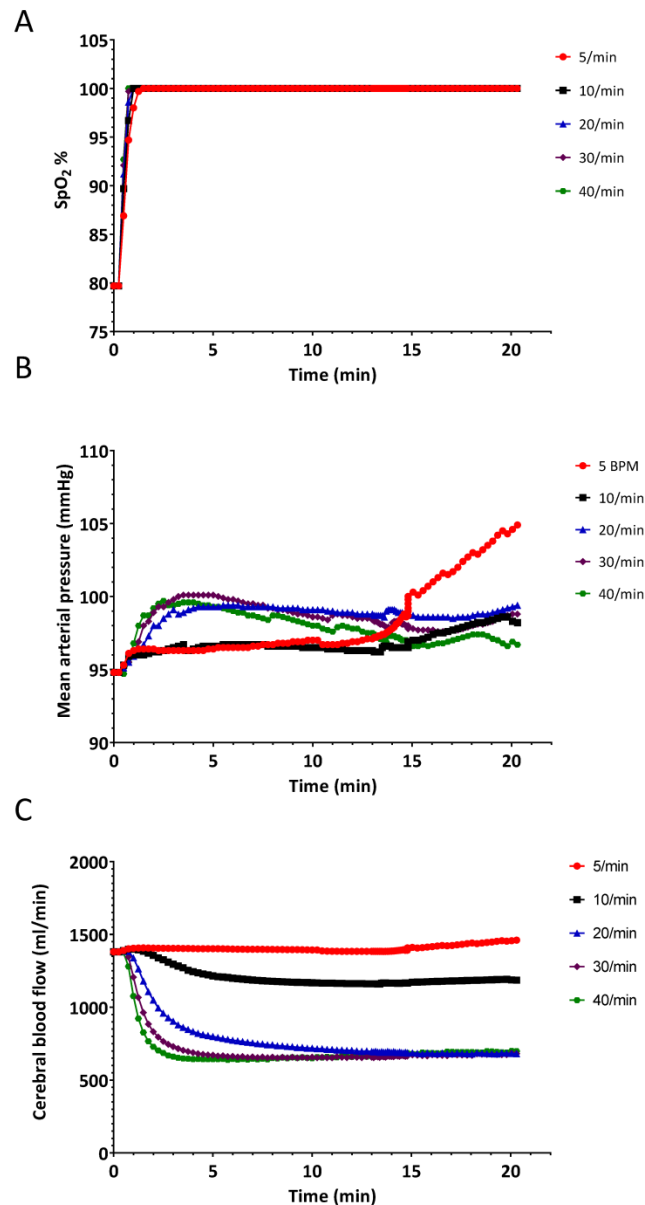 A
SpO2 %
105
100
95
90
85
80
75
0 5 10 15 20
Time (min)
5/min
10/min
20/min
30/min
40/min
B
Mean arterial pressure (mmHg)
110
105
100
95
90
0 5 10 15 20
Time (min)
5 BPM
10/min
20/min
30/min
40/min
C
Cerebral blood flow (ml/min)
2000
1500
1000
500
0
0 5 10 15 20
Time (min)
5/min
10/min
20/min
30/min
40/min